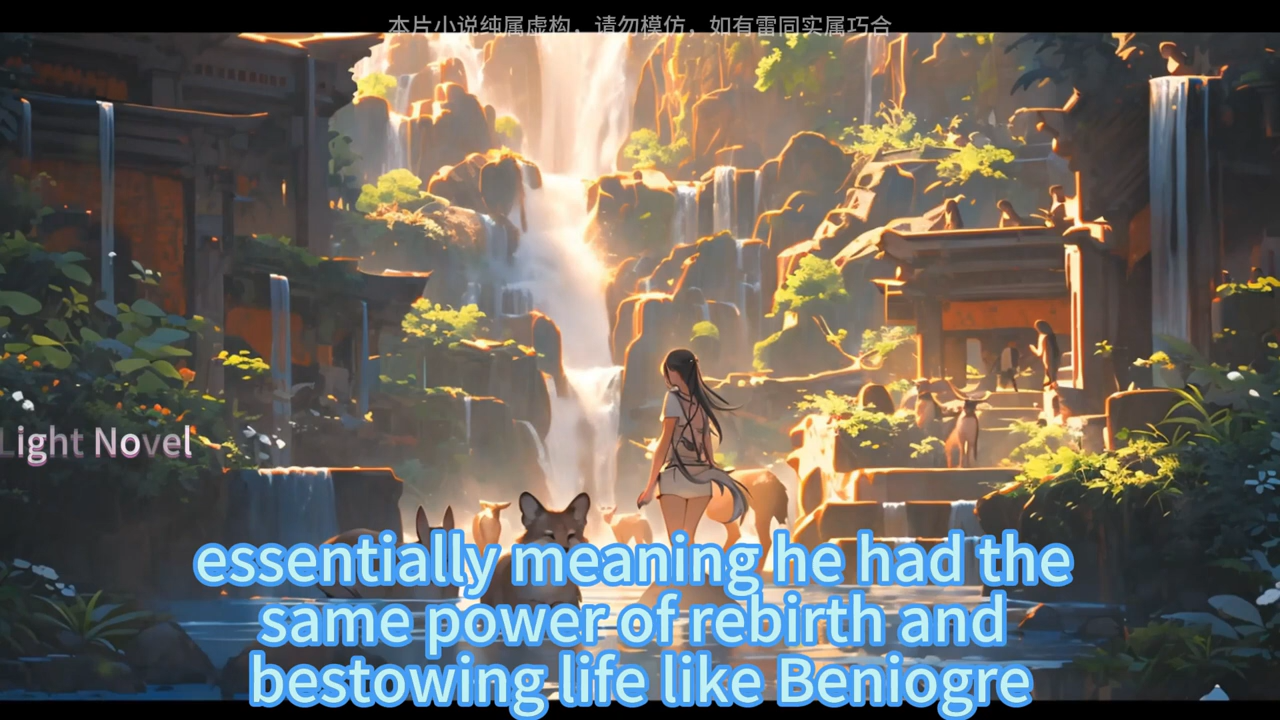 本片小说纯属虚构，请勿模仿，如有雷同实属巧合
Light Novel
essentially meaning he had the
same power of rebirth and
bestowing life like Beniogre